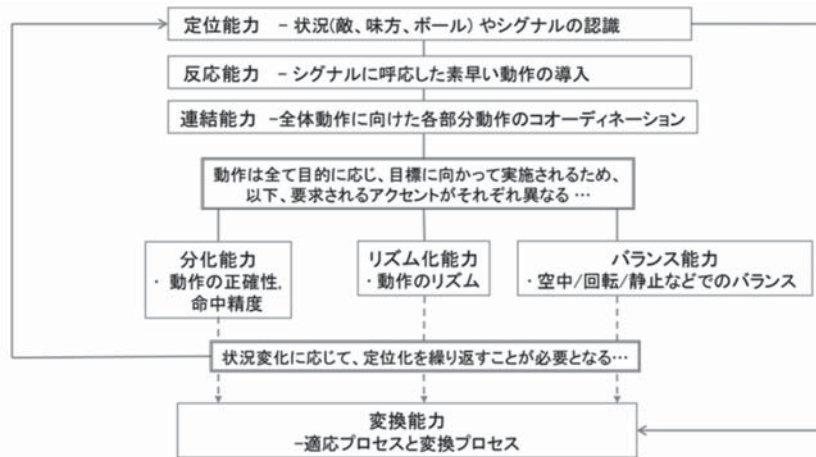 定位能力 － 状況(敵、味方、ボール) やシグナルの認識
反応能力 －シグナルに呼応した素早い動作の導入
連結能力 －全体動作に向けた各部分動作のコオーディネーション
動作は全て目的に応じ、目標に向かって実施されるため、
以下、要求されるアクセントがそれぞれ異なる …
分化能力
・ 動作の正確性,
命中精度
リズム化能力
・動作のリズム
バランス能力
・空中/回転/静止などでのバランス
状況変化に応じて、定位化を繰り返すことが必要となる…
変換能力
－適応プロセスと変換プロセス